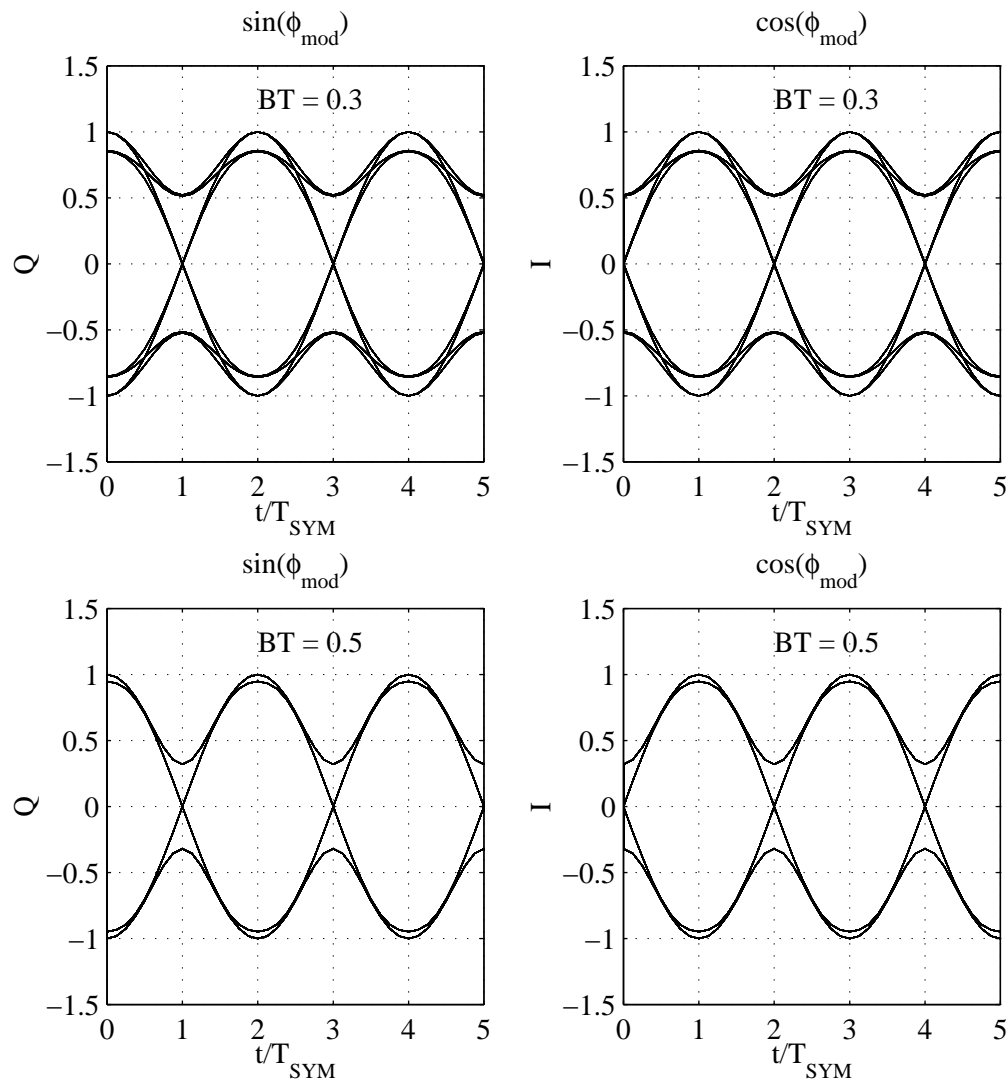 sin(ϕmod)
1.5
1
0.5
0
−0.5
−1
−1.5
Q
BT = 0.3
0 1 2 3 4 5
t/TSYM
cos(ϕmod)
1.5
1
0.5
0
−0.5
−1
−1.5
I
BT = 0.3
0 1 2 3 4 5
t/TSYM
sin(ϕmod)
1.5
1
0.5
0
−0.5
−1
−1.5
Q
BT = 0.5
0 1 2 3 4 5
t/TSYM
cos(ϕmod)
1.5
1
0.5
0
−0.5
−1
−1.5
I
BT = 0.5
0 1 2 3 4 5
t/TSYM